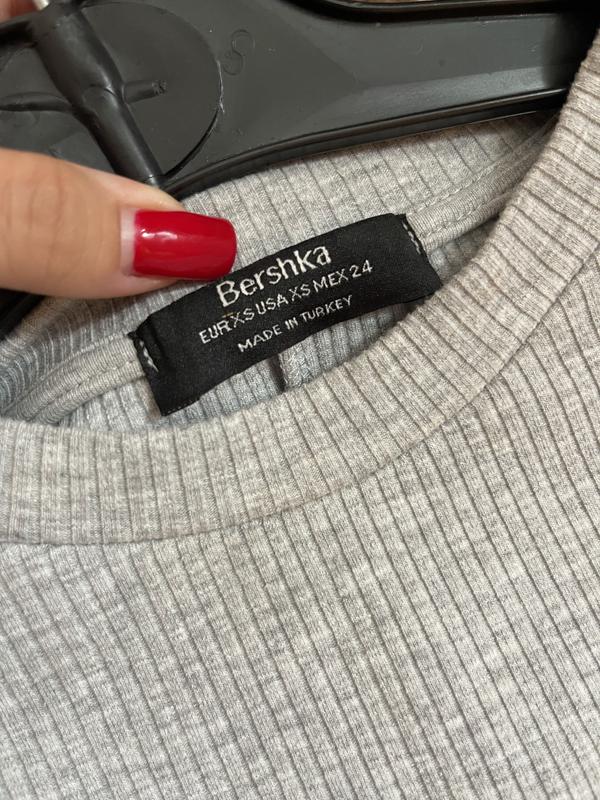 Bershka
EUR XS USA XS MEX 24
MADE IN TURKEY